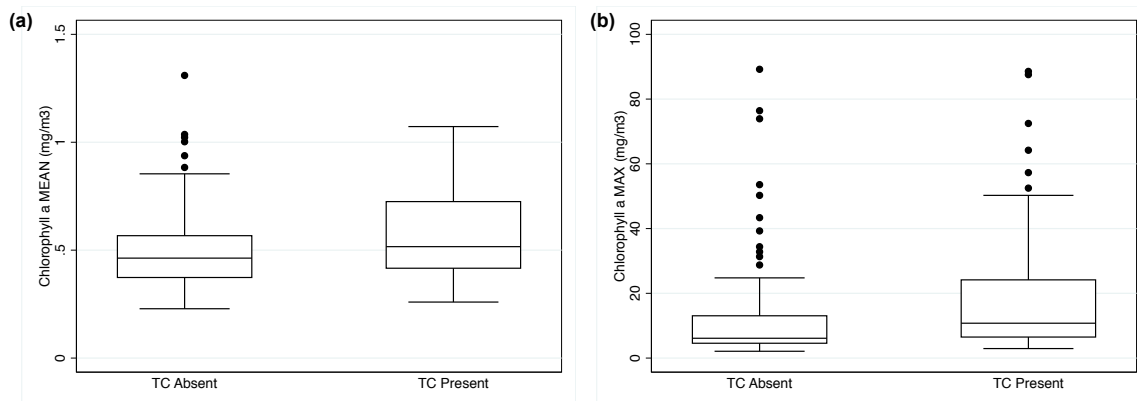 (a)
Chlorophyll a MEAN (mg/m3)
1.5
1
.5
0
TC Absent
TC Present
(b)
Chlorophyll a MAX (mg/m3)
100
80
60
40
20
0
TC Absent
TC Present